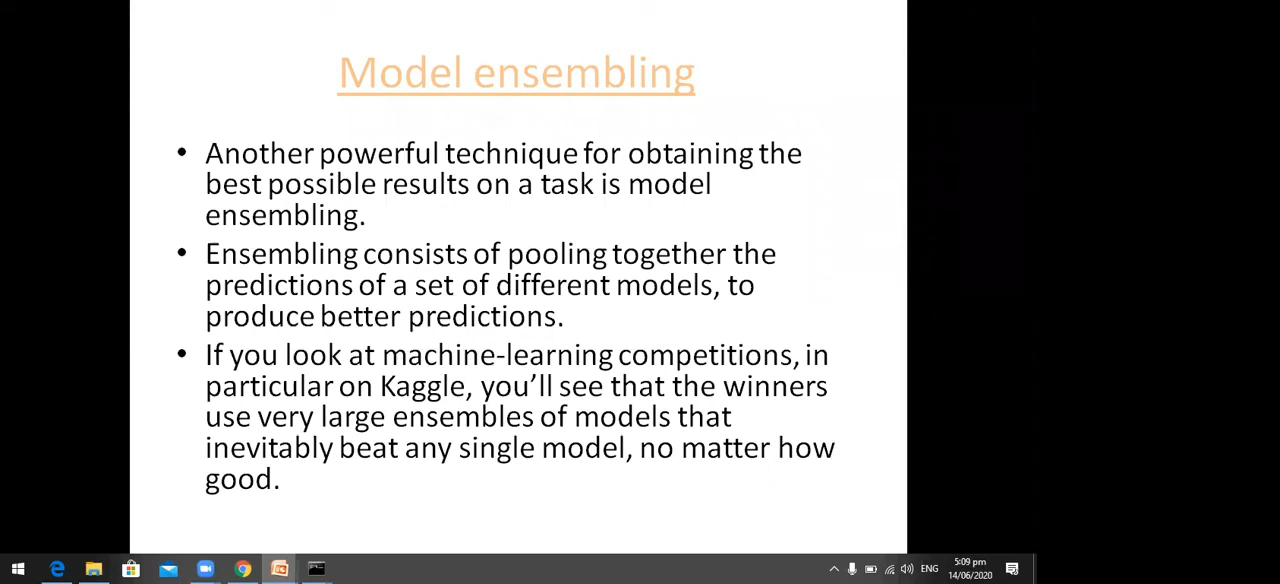 Model ensembling
• Another powerful technique for obtaining the
best possible results on a task is model
ensembling.
• Ensembling consists of pooling together the
predictions of a set of different models, to
produce better predictions.
• If you look at machine-learning competitions, in
particular on Kaggle, you’ll see that the winners
use very large ensembles of models that
inevitably beat any single model, no matter how
good.
ENG
5:09 pm
14/06/2020